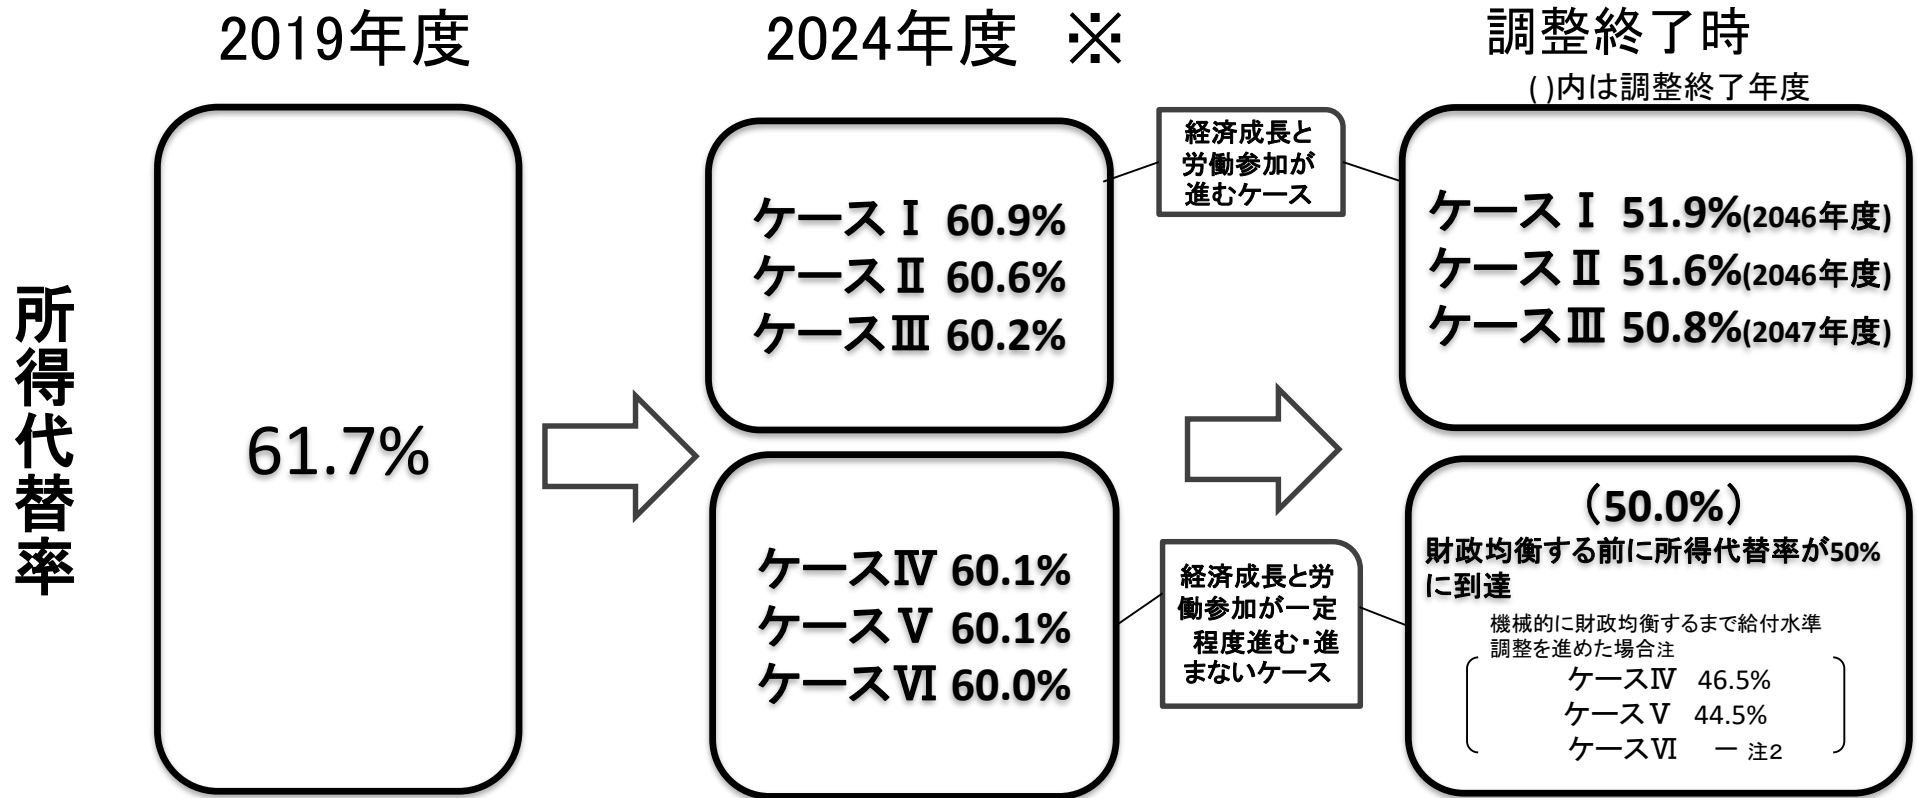 2019年度
2024年度 ※
調整終了時
( )内は調整終了年度
所得代替率
61.7%
ケースⅠ 60.9%
ケースⅡ 60.6%
ケースⅢ 60.2%
経済成長と
労働参加が
進むケース
ケースⅠ 51.9%(2046年度)
ケースⅡ 51.6%(2046年度)
ケースⅢ 50.8%(2047年度)
ケースⅣ 60.1%
ケースⅤ 60.1%
ケースⅥ 60.0%
経済成長と労
働参加が一定
程度進む・進
まないケース
（50.0%）
財政均衡する前に所得代替率が50%
に到達
機械的に財政均衡するまで給付水準
調整を進めた場合注
ケースⅣ 46.5%
ケースⅤ 44.5%
ケースⅥ ー 注2